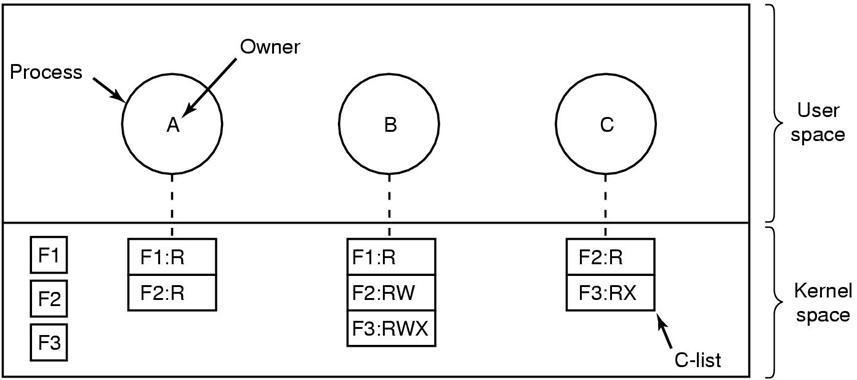 Owner
Process
A
B
C
User
space
F1
F2
F3
F1:R
F2:R
F1:R
F2:RW
F3:RWX
F2:R
F3:RX
C-list
Kernel
space